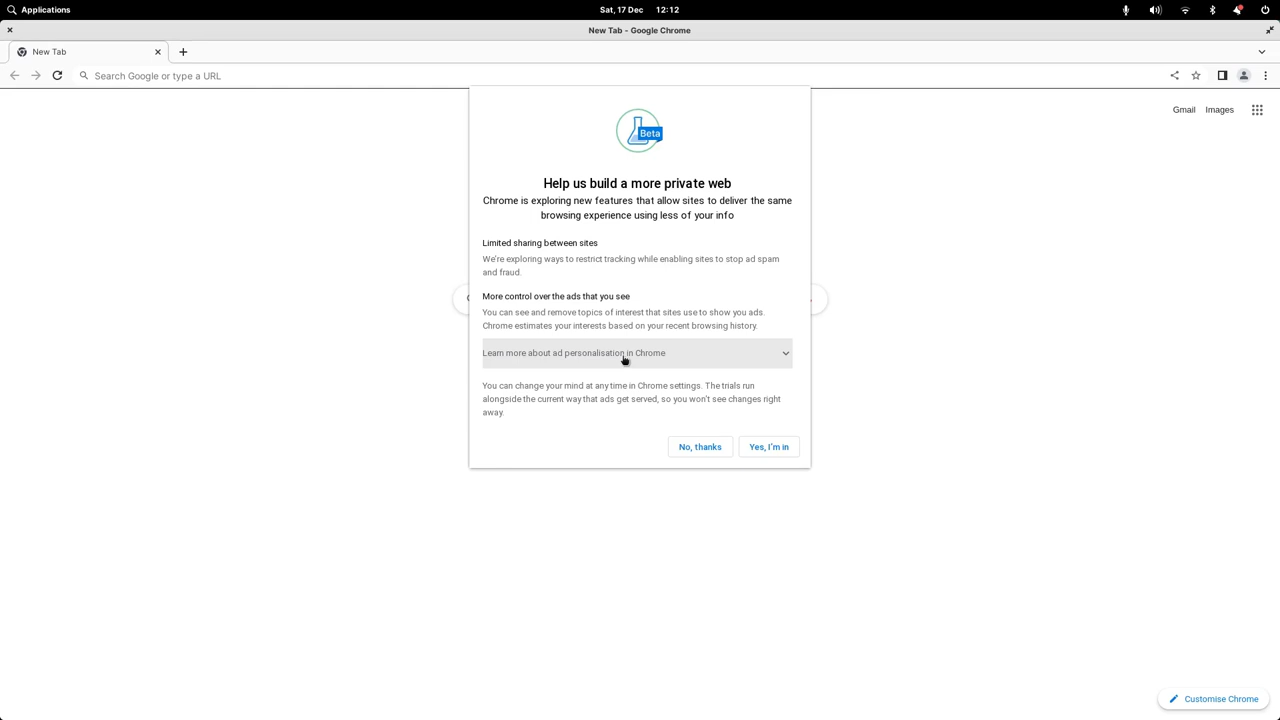 Applications
Sat, 17 Dec 12:12
New Tab - Google Chrome
New Tab
Search Google or type a URL
Gmail Images
Beta
Help us build a more private web
Chrome is exploring new features that allow sites to deliver the same
browsing experience using less of your info
Limited sharing between sites
We're exploring ways to restrict tracking while enabling sites to stop ad spam
and fraud.
More control over the ads that you see
You can see and remove topics of interest that sites use to show you ads.
Chrome estimates your interests based on your recent browsing history.
Learn more about ad personalisation in Chrome
You can change your mind at any time in Chrome settings. The trials run
alongside the current way that ads get served, so you won't see changes right
away.
No, thanks Yes, I'm in
Customise Chrome